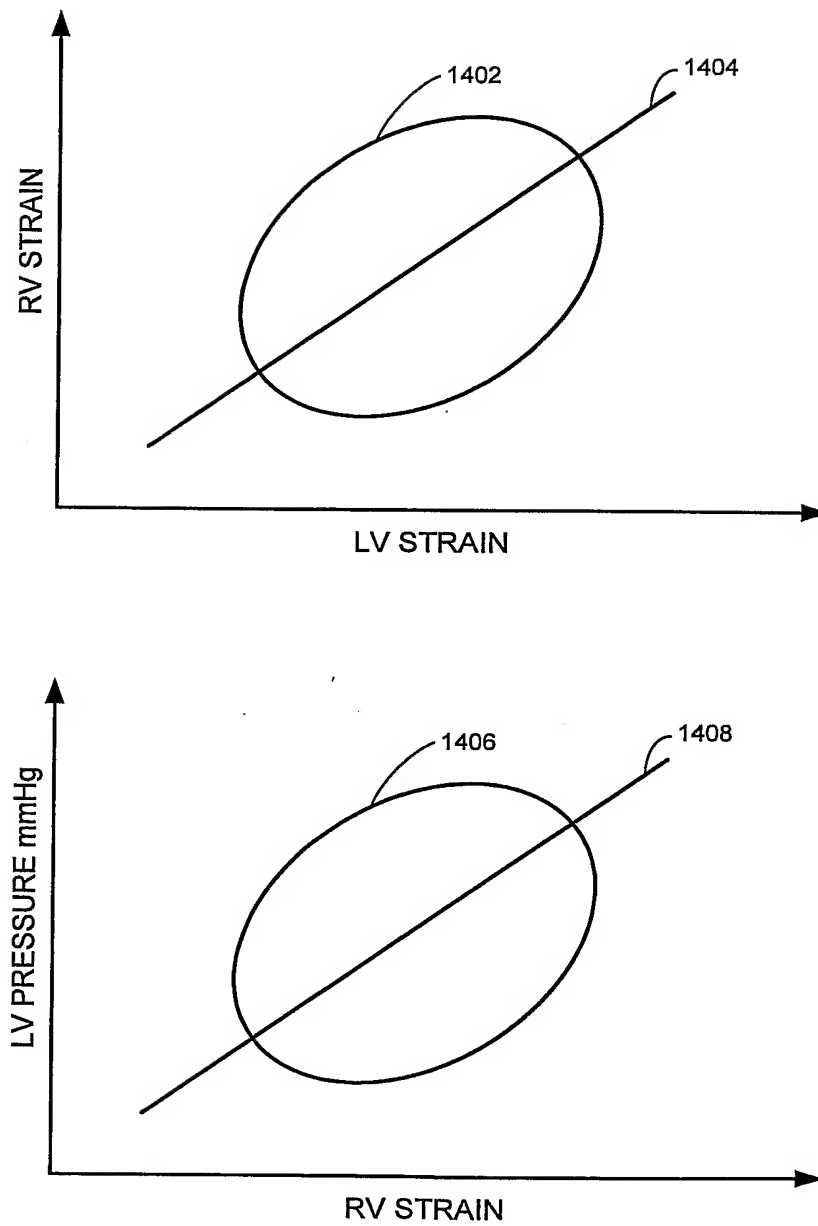 1402
1404
RV STRAIN
LV STRAIN
1406
1408
LV PRESSURE mmHg
RV STRAIN